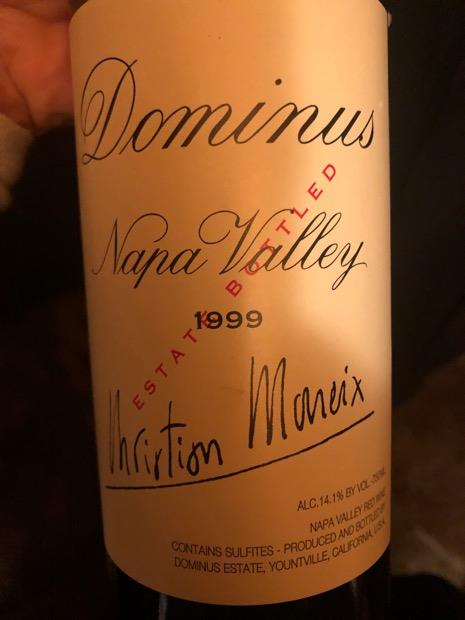 Dominus
Napa Valley
ESTATE BOTTLED
1999
Christian Moueix
ALC. 14.1% BY VOL. - 750ML
NAPA VALLEY RED WINE
CONTAINS SULFITES - PRODUCED AND BOTTLED BY
DOMINUS ESTATE, YOUNTVILLE, CALIFORNIA, U.S.A.